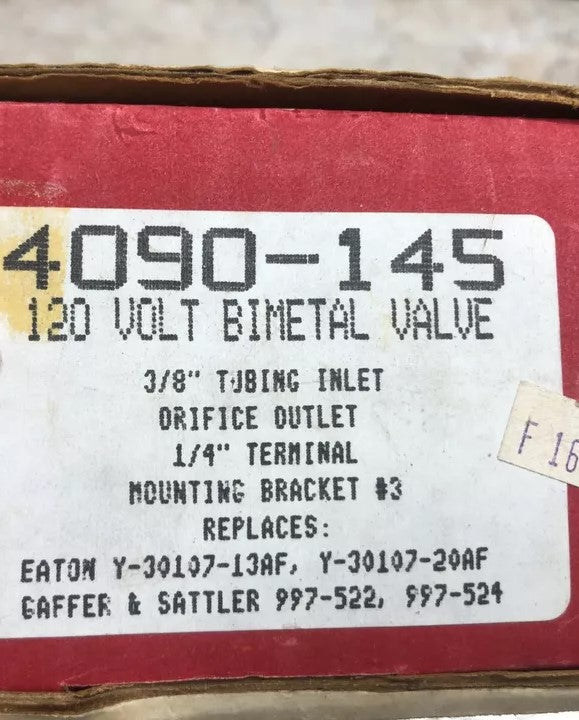 4090-145
120 VOLT BIMETAL VALVE
3/8" TUBING INLET
ORIFICE OUTLET
1/4" TERMINAL
MOUNTING BRACKET #3
REPLACES:
EATON Y-30107-13AF, Y-30107-20AF
GAFFER & SATTLER 997-522, 997-524
F 16